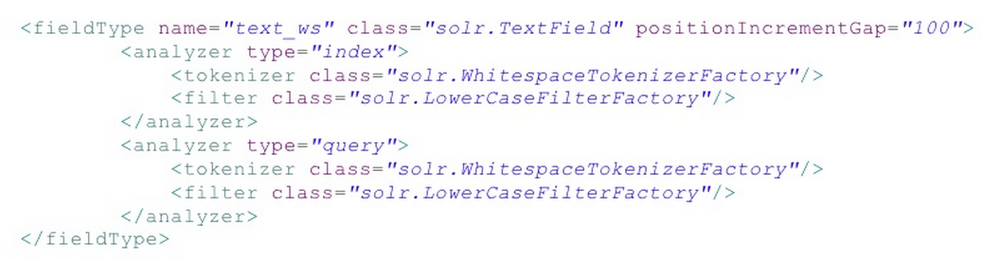 <fieldType name="text_ws" class="solr.TextField" positionIncrementGap="100">
<analyzer type="index">
<tokenizer class="solr.WhitespaceTokenizerFactory"/>
<filter class="solr.LowerCaseFilterFactory"/>
</analyzer>
<analyzer type="query">
<tokenizer class="solr.WhitespaceTokenizerFactory"/>
<filter class="solr.LowerCaseFilterFactory"/>
</analyzer>
</fieldType>